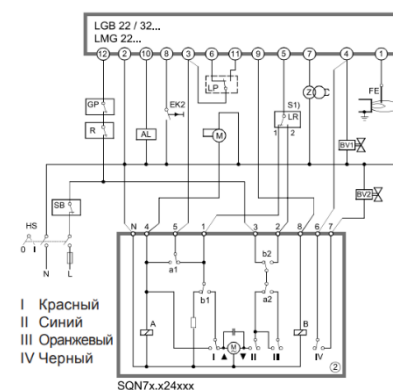 LGB 22 / 32...
LMG 22...
12 2 10 8 3 6 11 9 5 7 4 1
GP
LP
EK2
S1)
Z
FE
R
AL
M
LR
1 2
BV1
SB
BV2
HS
0 I
N L
N 4 5 1 3 2 8 6 7
a1
b2
b1
a2
A
B
I M II III IV
2
I Красный
II Синий
III Оранжевый
IV Черный
SQN7x.x24xxx